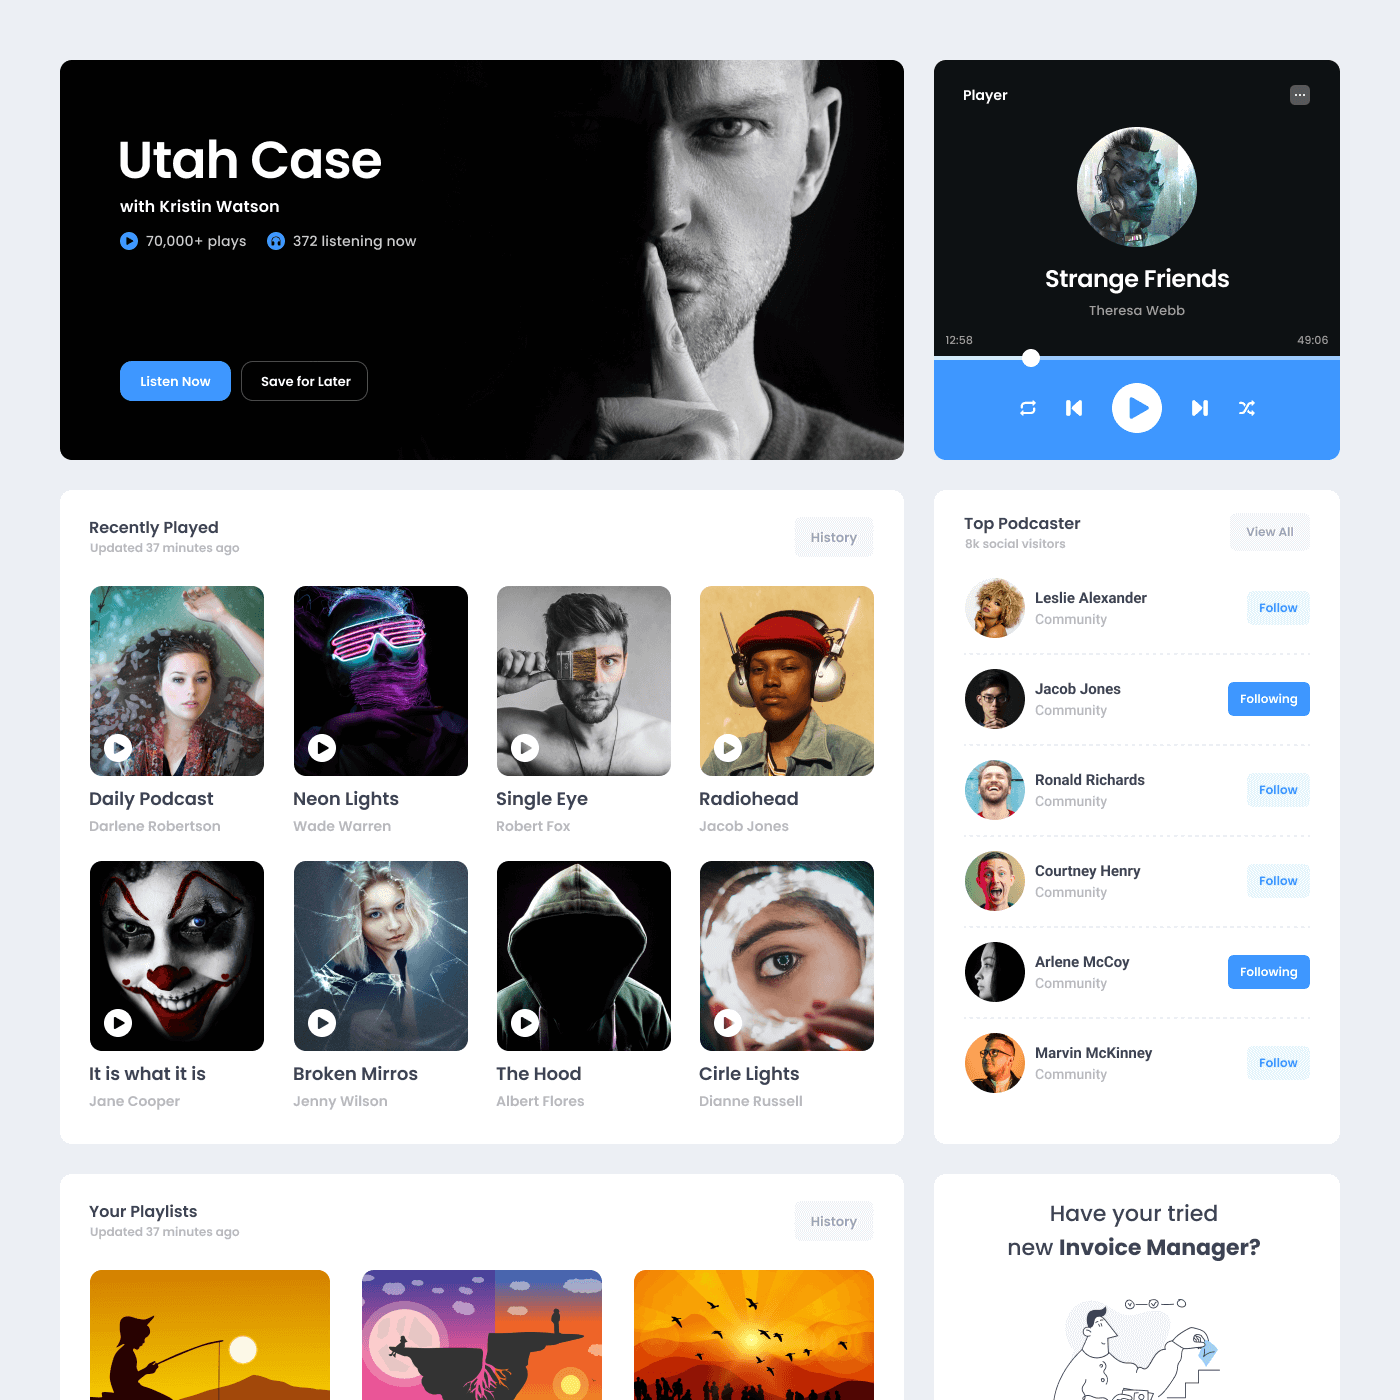 Utah Case
with Kristin Watson
70,000+ plays
372 listening now
Listen Now
Save for Later
Player
Strange Friends
Theresa Webb
12:58
49:06
Recently Played
Updated 37 minutes ago
History
Daily Podcast
Darlene Robertson
Neon Lights
Wade Warren
Single Eye
Robert Fox
Radiohead
Jacob Jones
It is what it is
Jane Cooper
Broken Mirros
Jenny Wilson
The Hood
Albert Flores
Cirle Lights
Dianne Russell
Top Podcaster
8k social visitors
View All
Leslie Alexander
Community
Follow
Jacob Jones
Community
Following
Ronald Richards
Community
Follow
Courtney Henry
Community
Follow
Arlene McCoy
Community
Following
Marvin McKinney
Community
Follow
Your Playlists
Updated 37 minutes ago
History
Have your tried
new Invoice Manager?